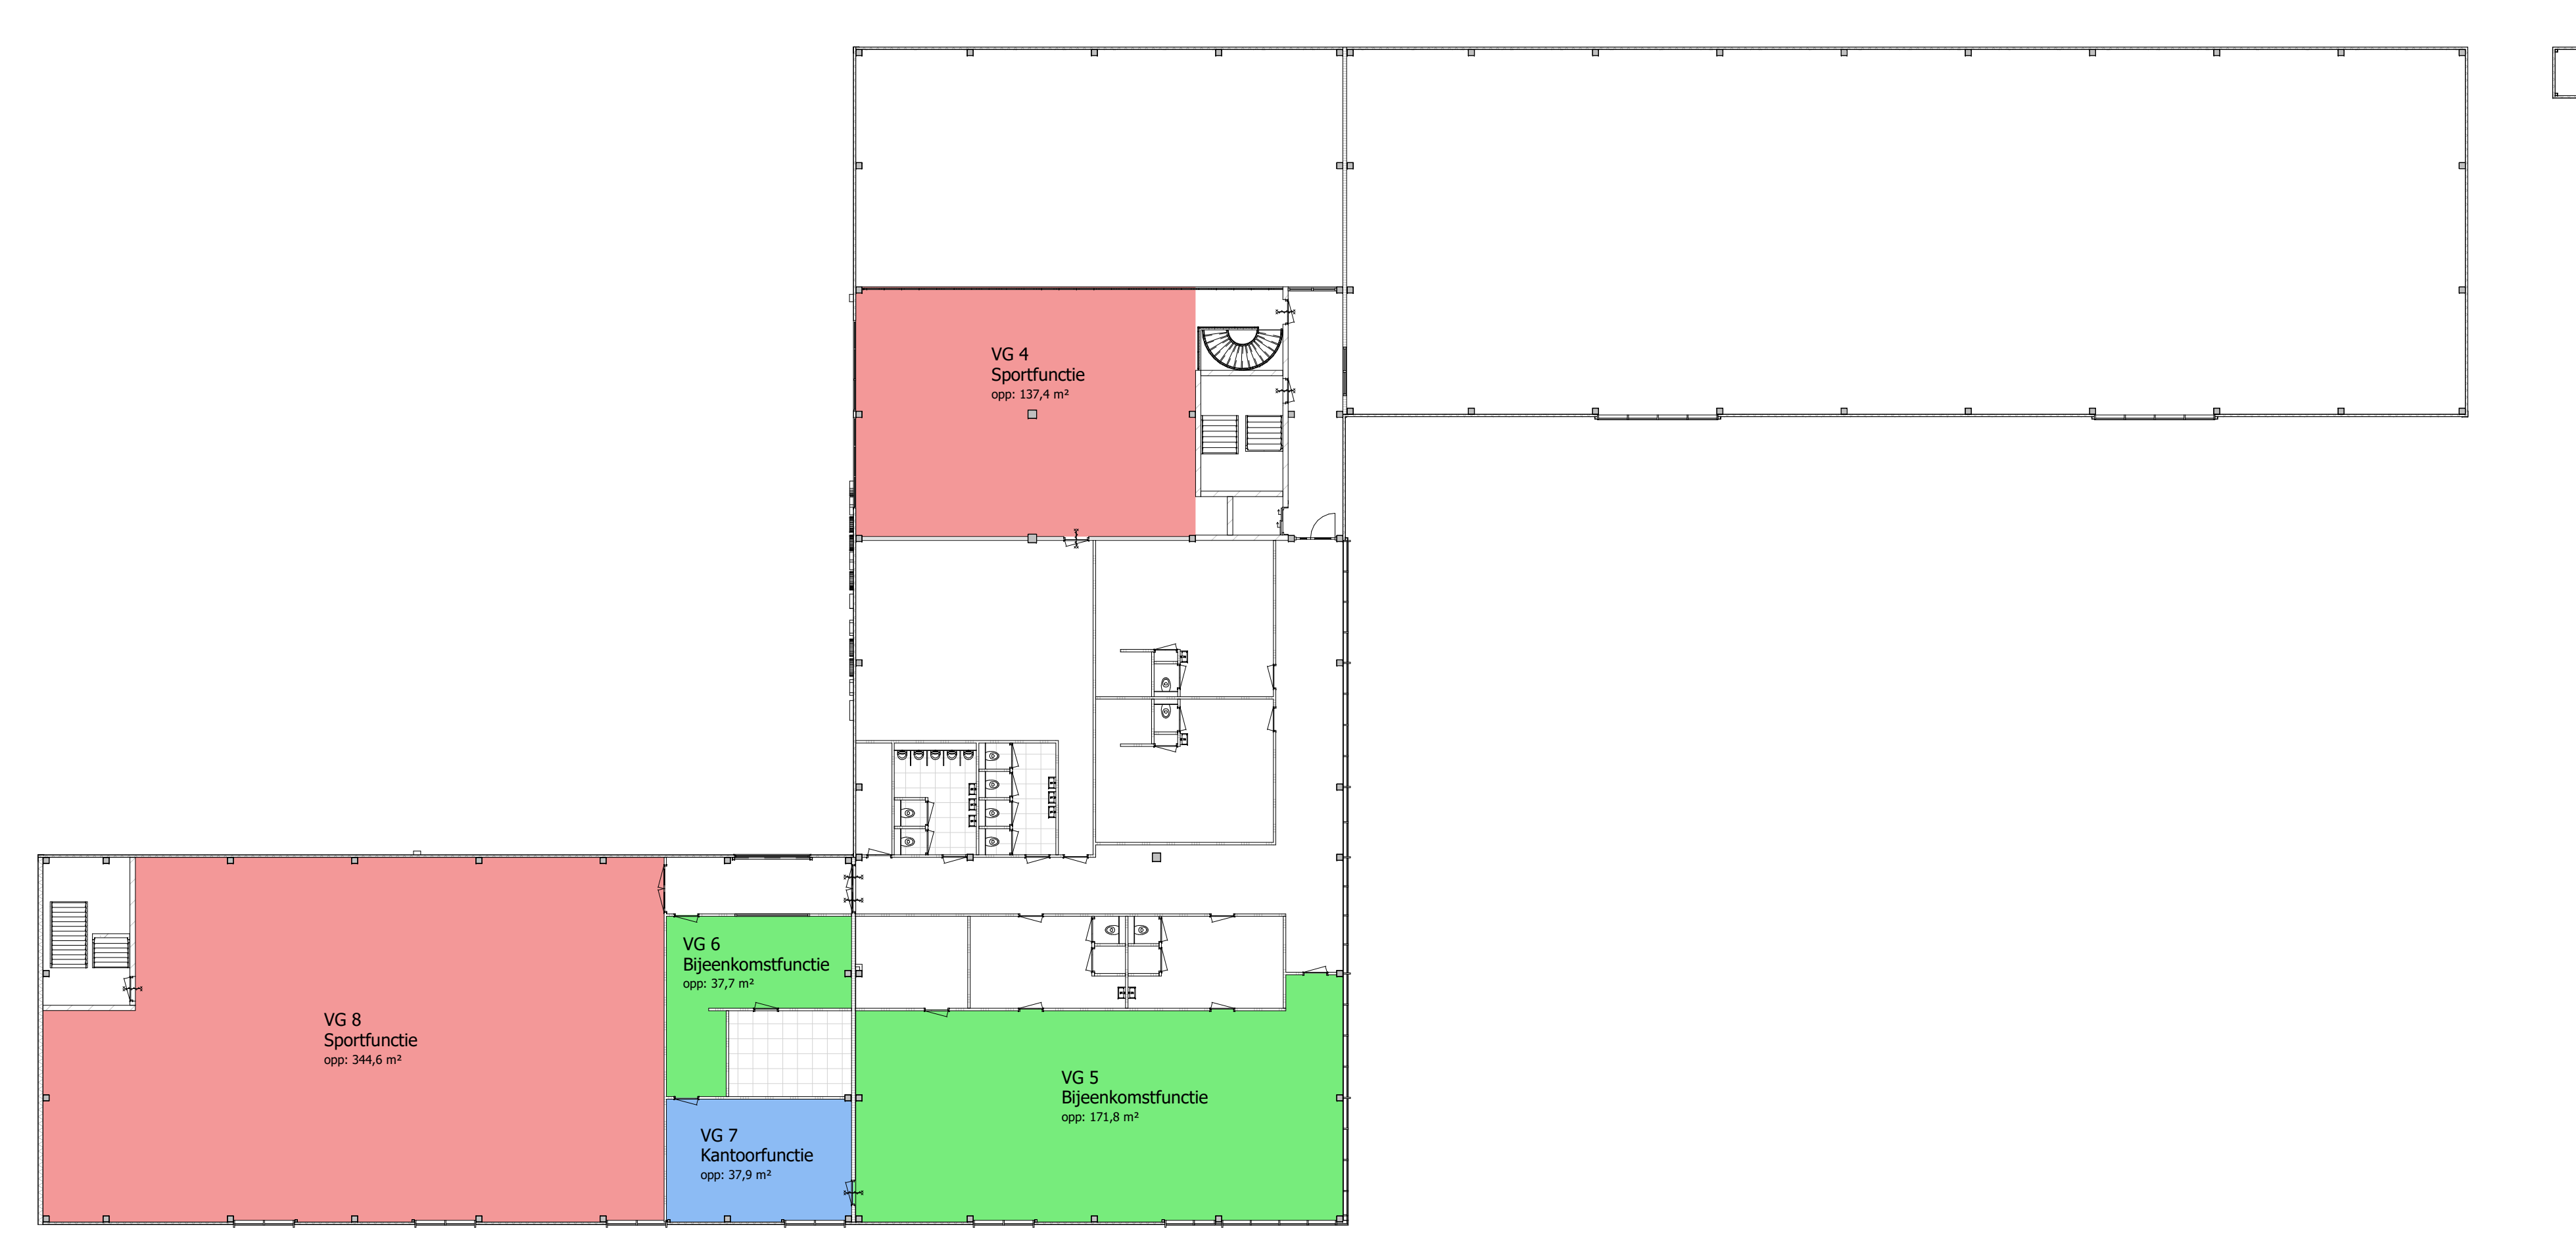 VG 4
Sportfunctie
opp: 137,4 m²
VG 6
Bijeenkomstfunctie
opp: 37,7 m²
VG 8
Sportfunctie
opp: 344,6 m²
VG 5
Bijeenkomstfunctie
opp: 171,8 m²
VG 7
Kantoorfunctie
opp: 37,9 m²